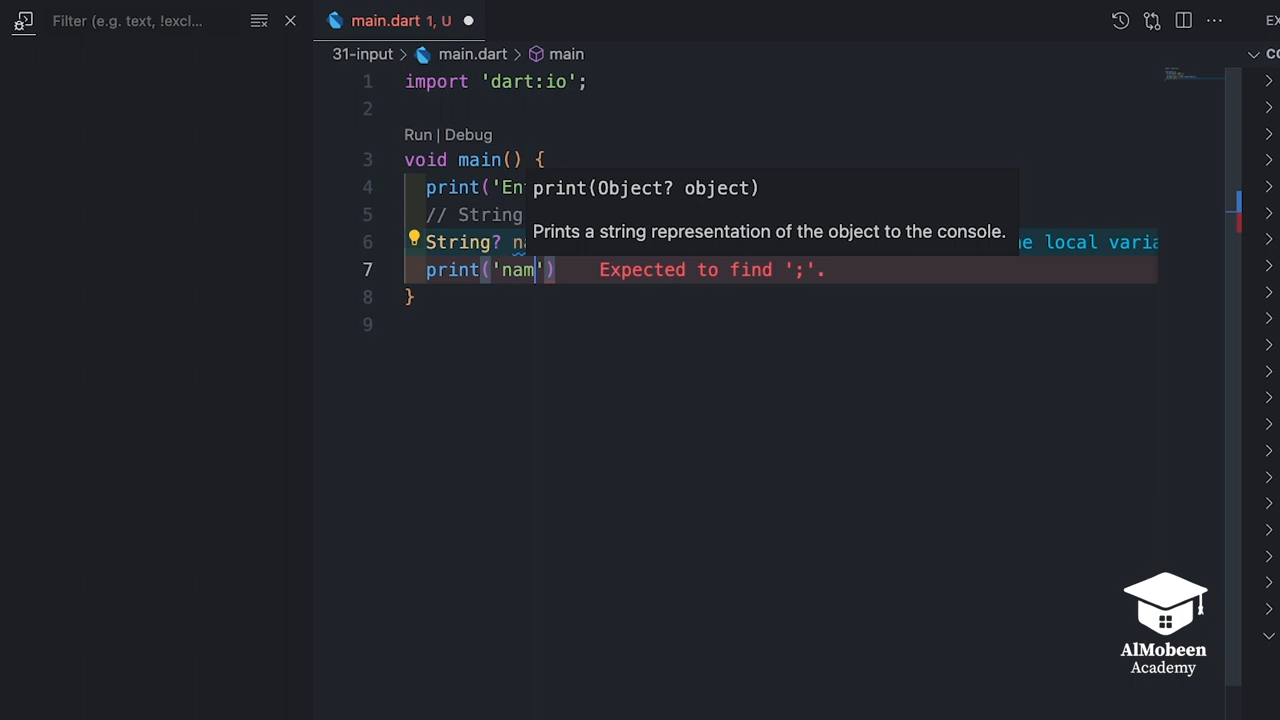 Filter (e.g. text, !excl...
main.dart 1, U
EX
31-input > main.dart > main
CO
1 import 'dart:io';
2
Run | Debug
3 void main() {
4 print('En
print(Object? object)
5 // String
Prints a string representation of the object to the console.
6 String? na
e local varia
7 print('nam') Expected to find ';'.
8 }
9
AlMobeen
Academy